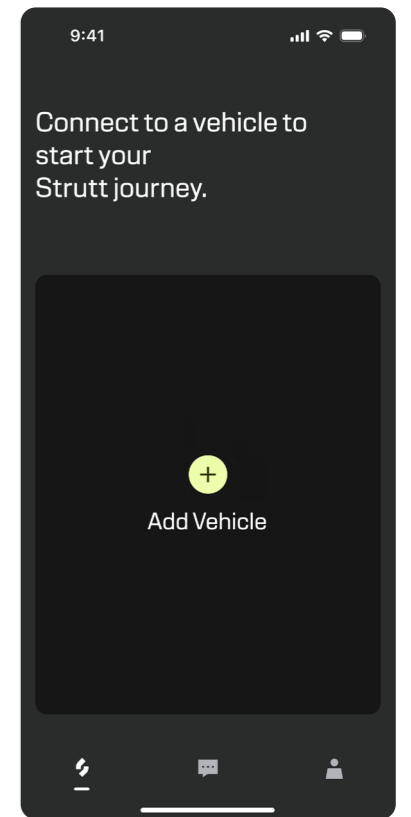 9:41
Connect to a vehicle to
start your
Strutt journey.
Add Vehicle